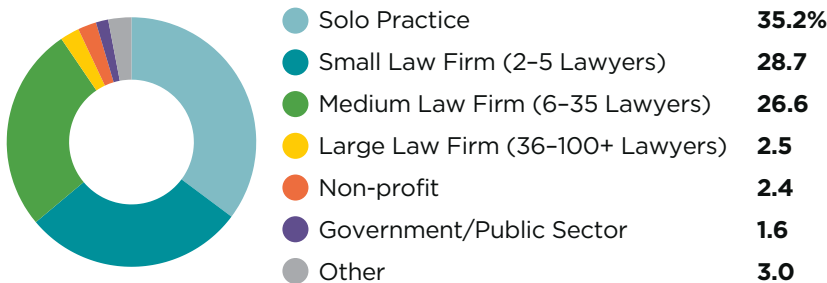 Solo Practice 35.2%
Small Law Firm (2–5 Lawyers) 28.7
Medium Law Firm (6–35 Lawyers) 26.6
Large Law Firm (36–100+ Lawyers) 2.5
Non-profit 2.4
Government/Public Sector 1.6
Other 3.0